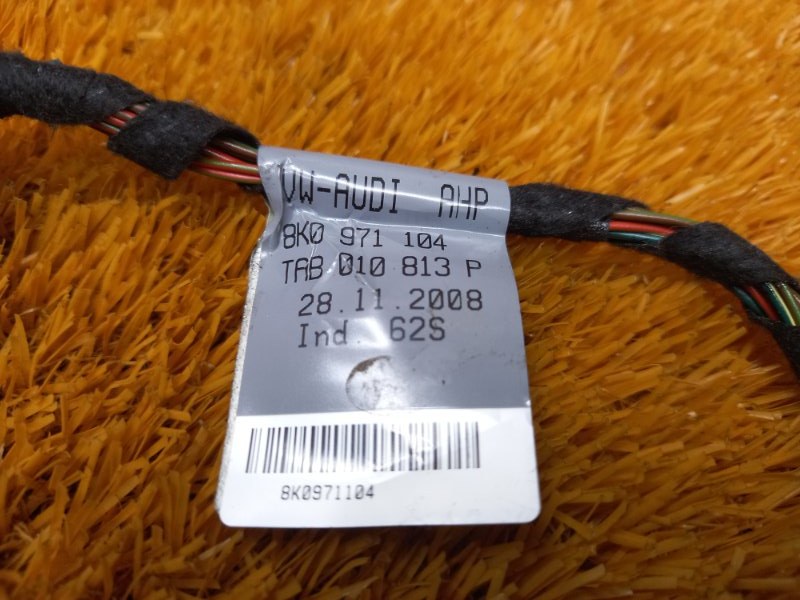 VW-AUDI AHP
8K0 971 104
TAB 010 813 P
28.11.2008
Ind. 62S
8K0971104